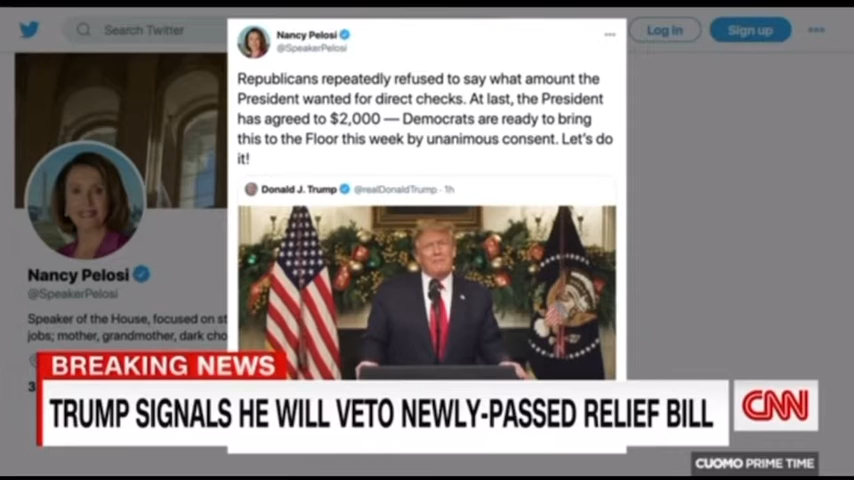 Search Twitter
Log in
Sign up
Nancy Pelosi
@SpeakerPelosi
Republicans repeatedly refused to say what amount the
President wanted for direct checks. At last, the President
has agreed to $2,000 — Democrats are ready to bring
this to the Floor this week by unanimous consent. Let's do
it!
Donald J. Trump @realDonaldTrump · 1h
Nancy Pelosi
@SpeakerPelosi
Speaker of the House, focused on
jobs; mother, grandmother, dark
3
BREAKING NEWS
TRUMP SIGNALS HE WILL VETO NEWLY-PASSED RELIEF BILL
CNN
CUOMO PRIME TIME